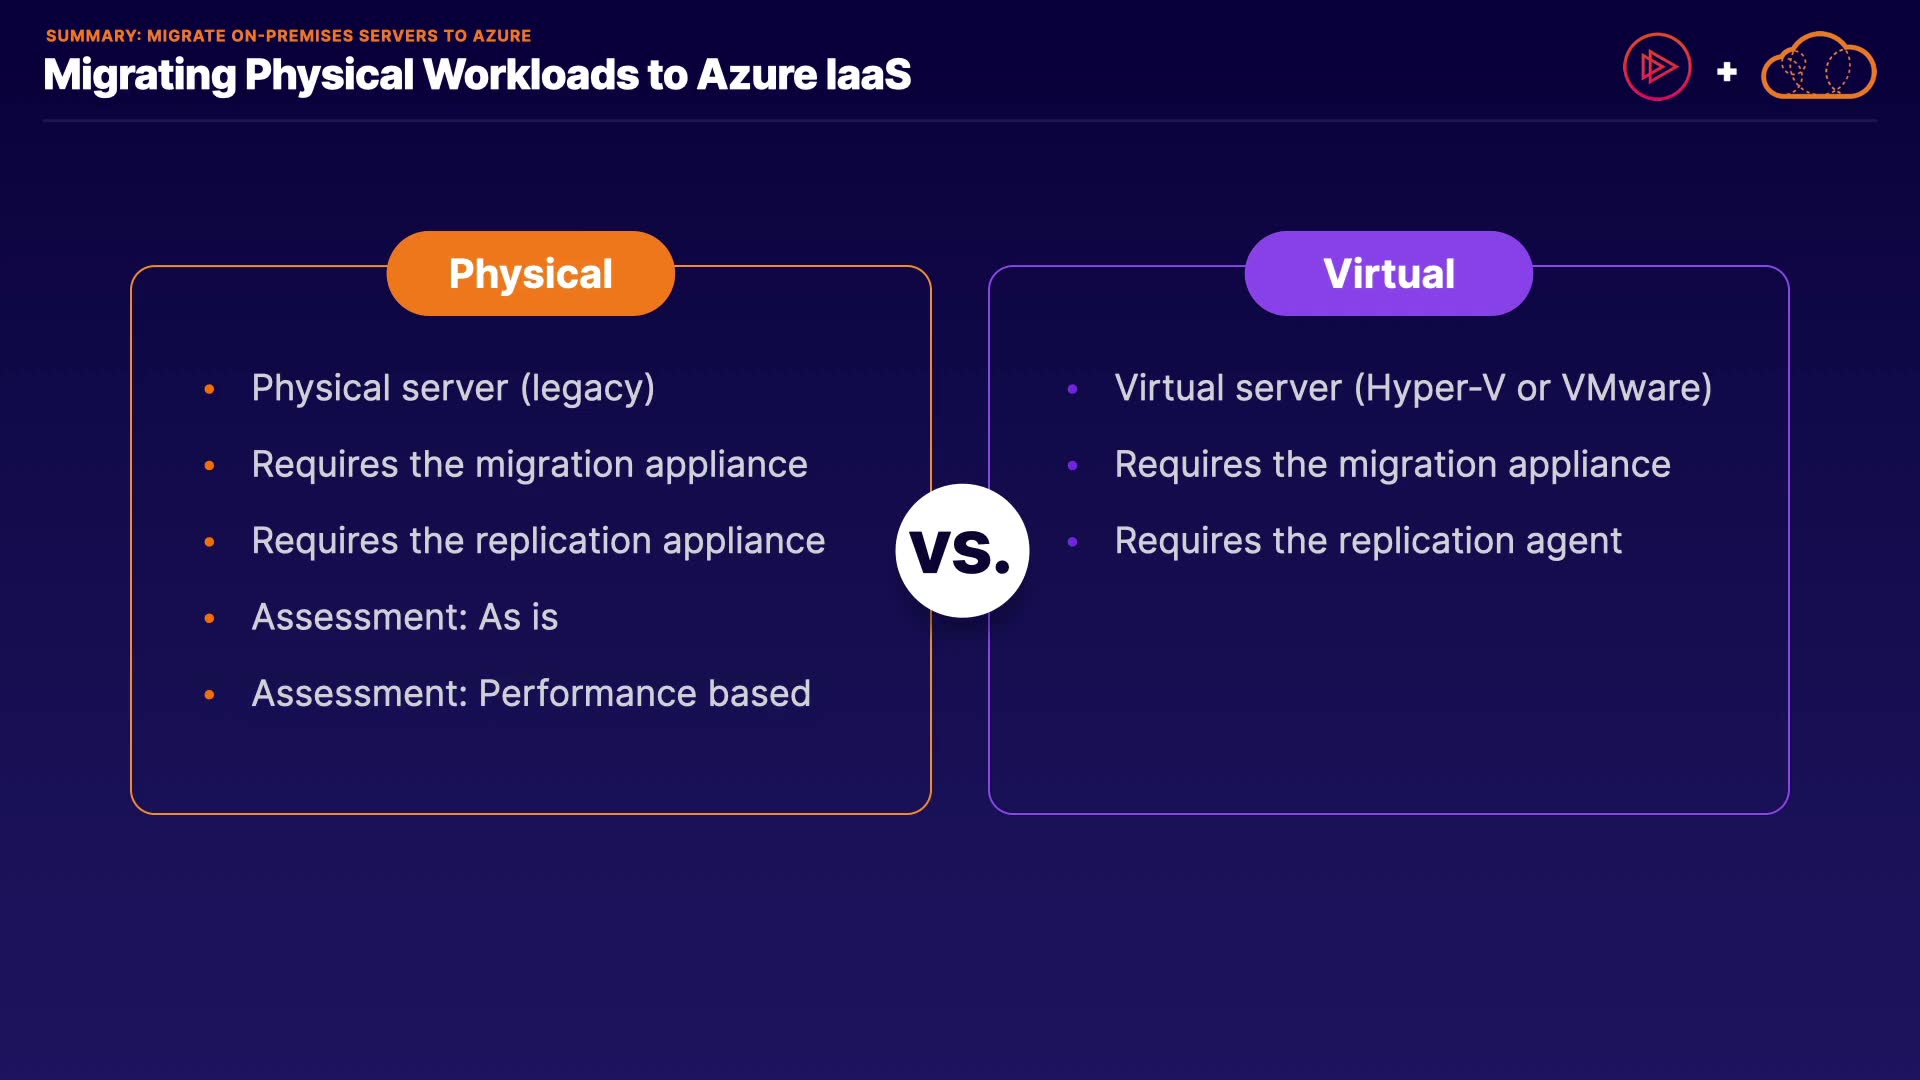 SUMMARY: MIGRATE ON-PREMISES SERVERS TO AZURE
Migrating Physical Workloads to Azure IaaS
+
Physical
• Physical server (legacy)
• Requires the migration appliance
• Requires the replication appliance
• Assessment: As is
• Assessment: Performance based
vs.
Virtual
• Virtual server (Hyper-V or VMware)
• Requires the migration appliance
• Requires the replication agent